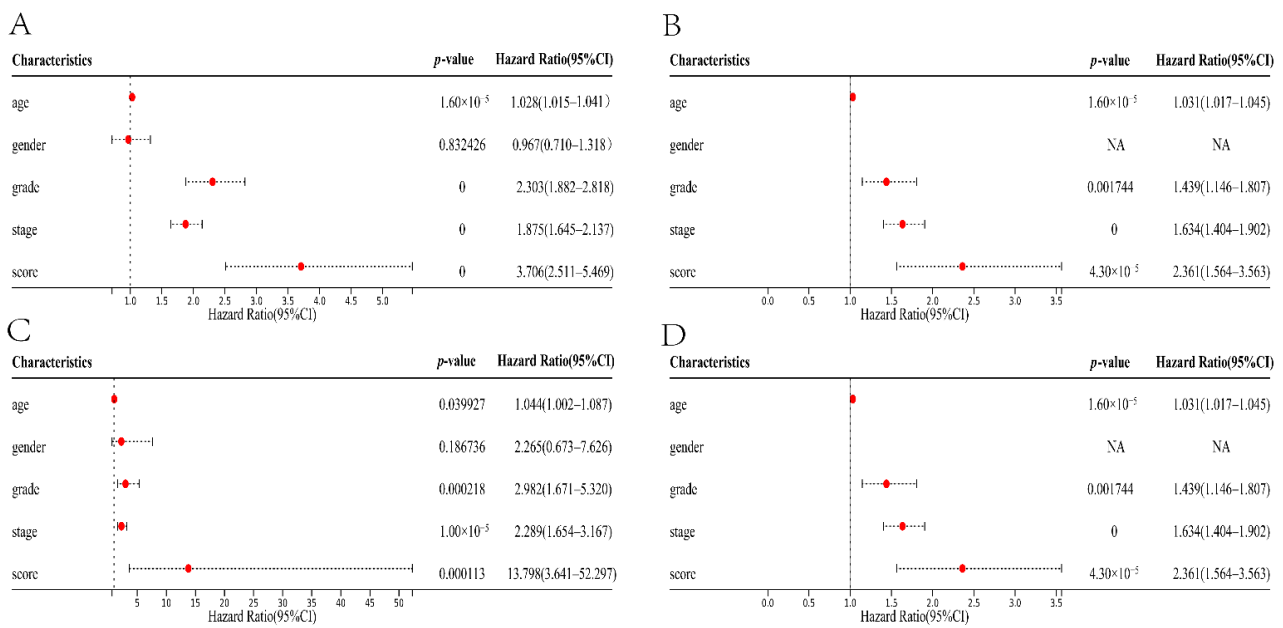 A
Characteristics p-value Hazard Ratio(95%CI)
age 1.60×10⁻⁵ 1.028(1.015–1.041）
gender 0.832426 0.967(0.710–1.318）
grade 0 2.303(1.882–2.818)
stage 0 1.875(1.645–2.137)
score 0 3.706(2.511–5.469)
1.0 1.5 2.0 2.5 3.0 3.5 4.0 4.5 5.0
Hazard Ratio(95%CI)
B
Characteristics p-value Hazard Ratio(95%CI)
age 1.60×10⁻⁵ 1.031(1.017–1.045)
gender NA NA
grade 0.001744 1.439(1.146–1.807)
stage 0 1.634(1.404–1.902)
score 4.30×10⁻⁵ 2.361(1.564–3.563)
0.0 0.5 1.0 1.5 2.0 2.5 3.0 3.5
Hazard Ratio(95%CI)
C
Characteristics p-value Hazard Ratio(95%CI)
age 0.039927 1.044(1.002–1.087)
gender 0.186736 2.265(0.673–7.626)
grade 0.000218 2.982(1.671–5.320)
stage 1.00×10⁻⁵ 2.289(1.654–3.167)
score 0.000113 13.798(3.641–52.297)
5 10 15 20 25 30 35 40 45 50
Hazard Ratio(95%CI)
D
Characteristics p-value Hazard Ratio(95%CI)
age 1.60×10⁻⁵ 1.031(1.017–1.045)
gender NA NA
grade 0.001744 1.439(1.146–1.807)
stage 0 1.634(1.404–1.902)
score 4.30×10⁻⁵ 2.361(1.564–3.563)
0.0 0.5 1.0 1.5 2.0 2.5 3.0 3.5
Hazard Ratio(95%CI)